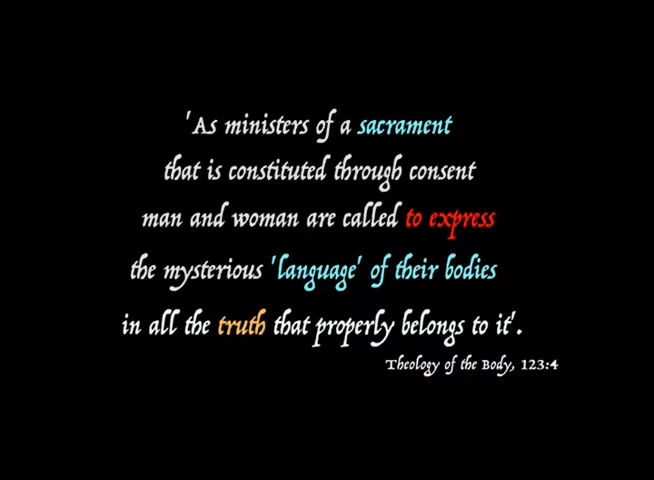 'As ministers of a sacrament
that is constituted through consent
man and woman are called to express
the mysterious 'language' of their bodies
in all the truth that properly belongs to it'.
Theology of the Body, 123:4